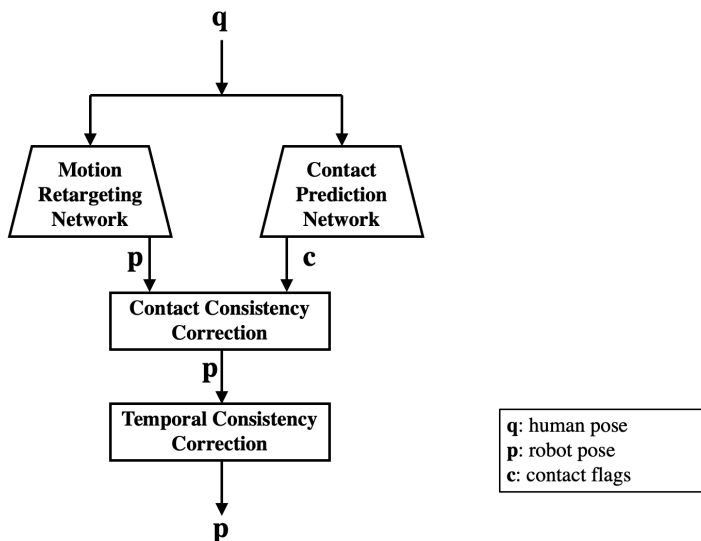 q
Motion
Retargeting
Network
Contact
Prediction
Network
p
c
Contact Consistency
Correction
p
Temporal Consistency
Correction
p
q: human pose
p: robot pose
c: contact flags